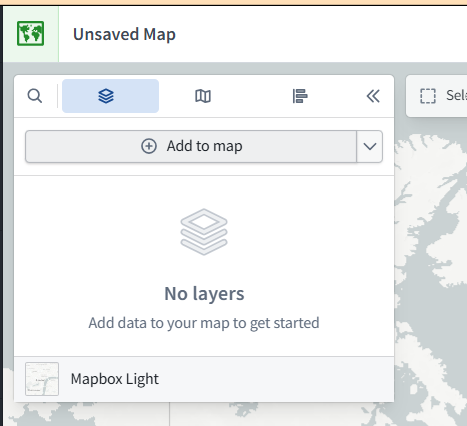 Unsaved Map
Add to map
No layers
Add data to your map to get started
Mapbox Light